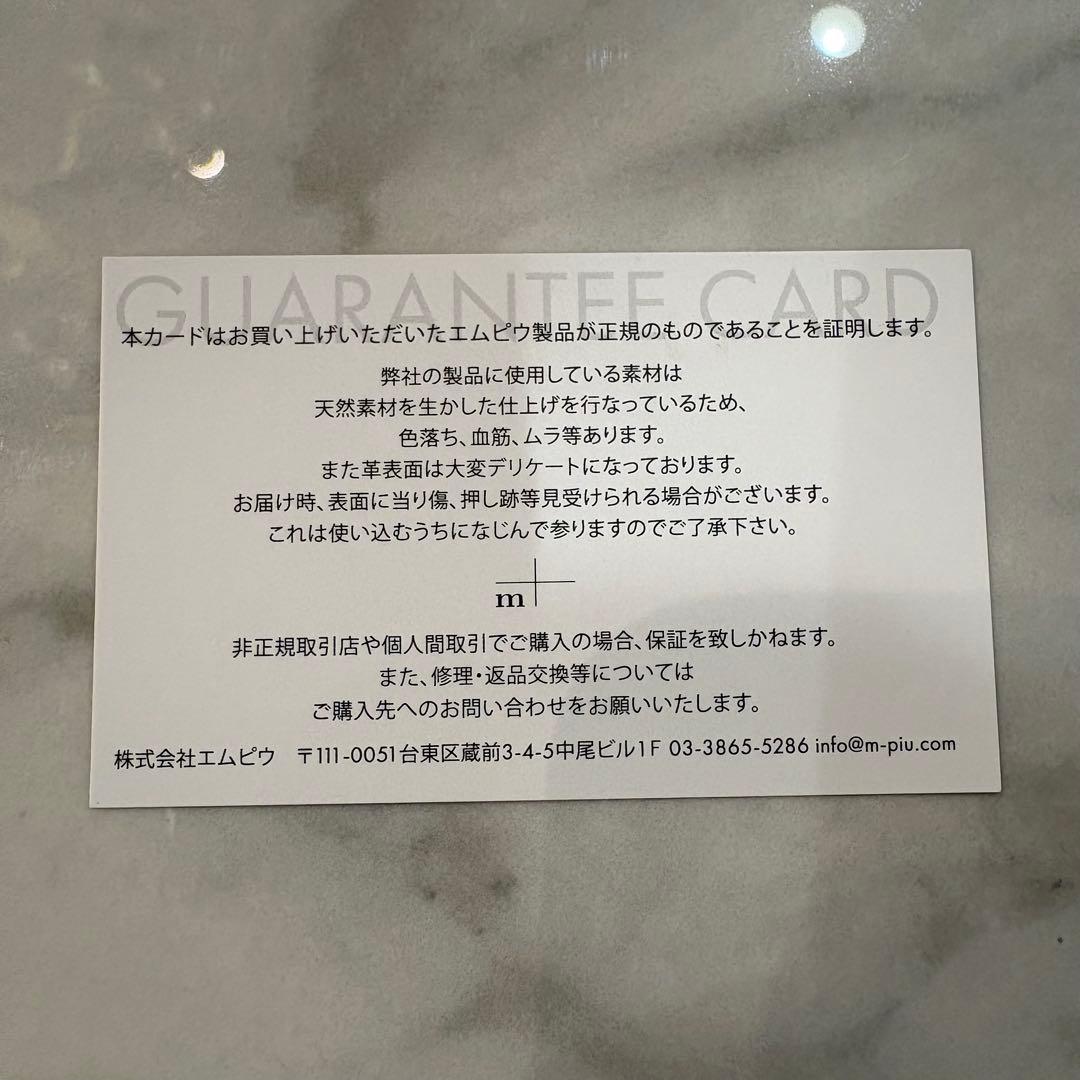 GUARANTEE CARD
本カードはお買い上げいただいたエムピウ製品が正規のものであることを証明します。
弊社の製品に使用している素材は
天然素材を生かした仕上げを行なっているため、
色落ち、血筋、ムラ等あります。
また革表面は大変デリケートになっております。
お届け時、表面に当り傷、押し跡等見受けられる場合がございます。
これは使い込むうちになじんで参りますのでご了承下さい。
m+
非正規取引店や個人間取引でご購入の場合、保証を致しかねます。
また、修理・返品交換等については
ご購入先へのお問い合わせをお願いいたします。
株式会社エムピウ 〒111-0051台東区蔵前3-4-5中尾ビル1F 03-3865-5286 info@m-piu.com